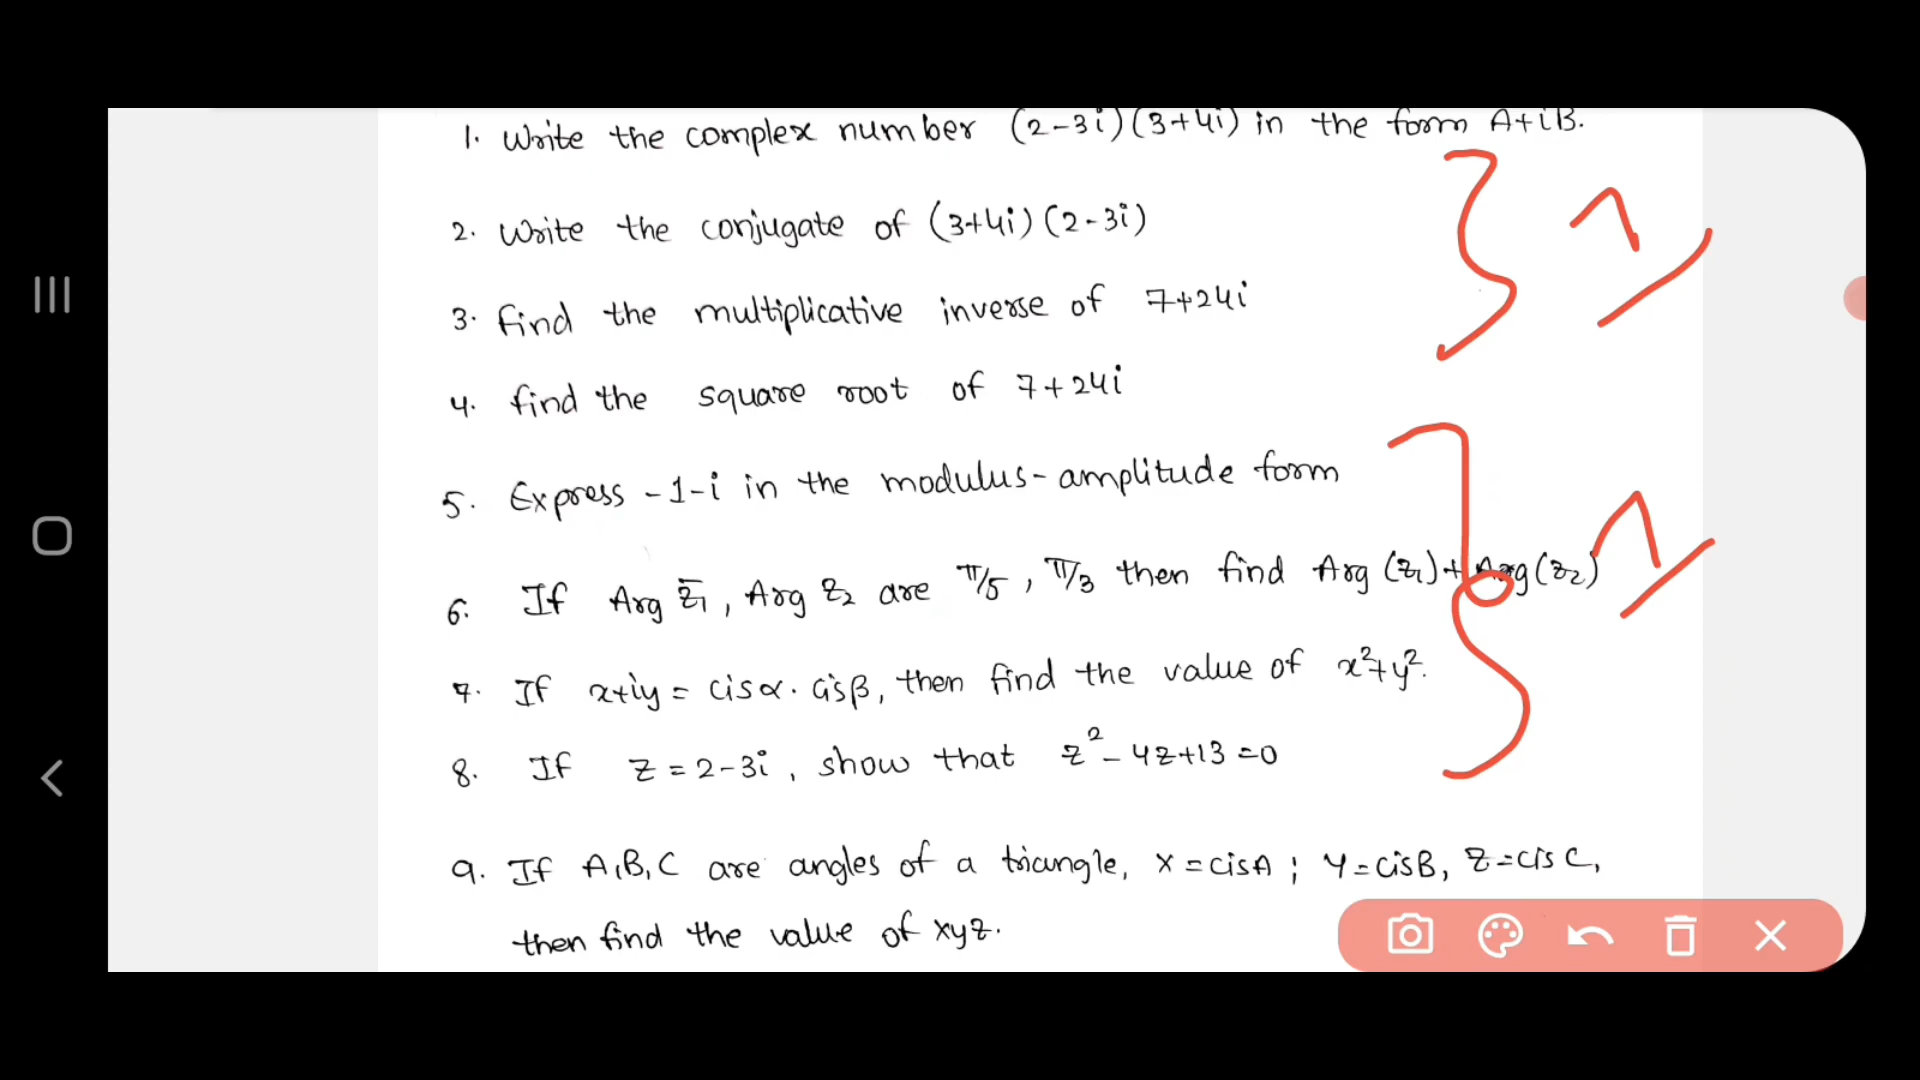 1. Write the complex number (2-3i)(3+4i) in the form A+iB.
2. Write the conjugate of (3+4i)(2-3i)
3. Find the multiplicative inverse of 7+24i
4. find the square root of 7+24i
5. Express -1-i in the modulus-amplitude form
6. If Arg z̄₁, Arg z₂ are π/5, π/3 then find Arg (z₁)+Arg(z₂)
7. If x+iy = cisα. cisβ, then find the value of x²+y².
8. If z = 2-3i, show that z²-4z+13=0
9. If A,B,C are angles of a triangle, x = cisA; y=cisB, z=cis C,
then find the value of xyz.